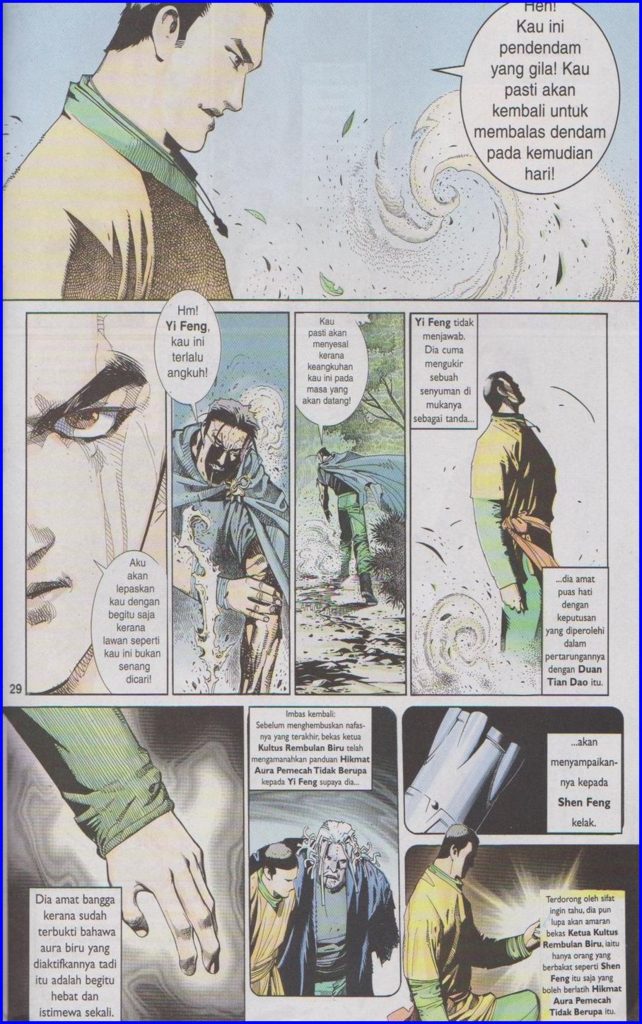 Heh!
Kau ini
pendendam
yang gila! Kau
pasti akan
kembali untuk
membalas dendam
pada kemudian
hari!
Aku
akan
lepaskan
kau dengan
begitu saja
kerana
lawan seperti
kau ini bukan
senang
dicari!
Hm!
Yi Feng,
kau ini
terlalu
angkuh!
Kau
pasti akan
menyesal
kerana
keangkuhan
kau ini pada
masa yang
akan datang!
Yi Feng tidak
menjawab.
Dia cuma
mengukir
sebuah
senyuman di
mukanya
sebagai tanda...
...dia amat
puas hati
dengan
keputusan
yang diperolehi
dalam
pertarungannya
dengan Duan
Tian Dao itu.
29
Dia amat bangga
kerana sudah
terbukti bahawa
aura biru yang
diaktifkannya tadi
itu adalah begitu
hebat dan
istimewa sekali.
Imbas kembali:
Sebelum menghembuskan nafas-
nya yang terakhir, bekas ketua
Kultus Rembulan Biru telah
mengamanahkan panduan Hikmat
Aura Pemecah Tidak Berupa
kepada Yi Feng supaya dia...
...akan
menyampaikan-
nya kepada
Shen Feng
kelak.
Terdorong oleh sifat
ingin tahu, dia pun
lupa akan amaran
bekas Ketua Kultus
Rembulan Biru, iaitu
hanya orang yang
berbakat seperti Shen
Feng itu saja yang
boleh berlatih Hikmat
Aura Pemecah
Tidak Berupa itu.